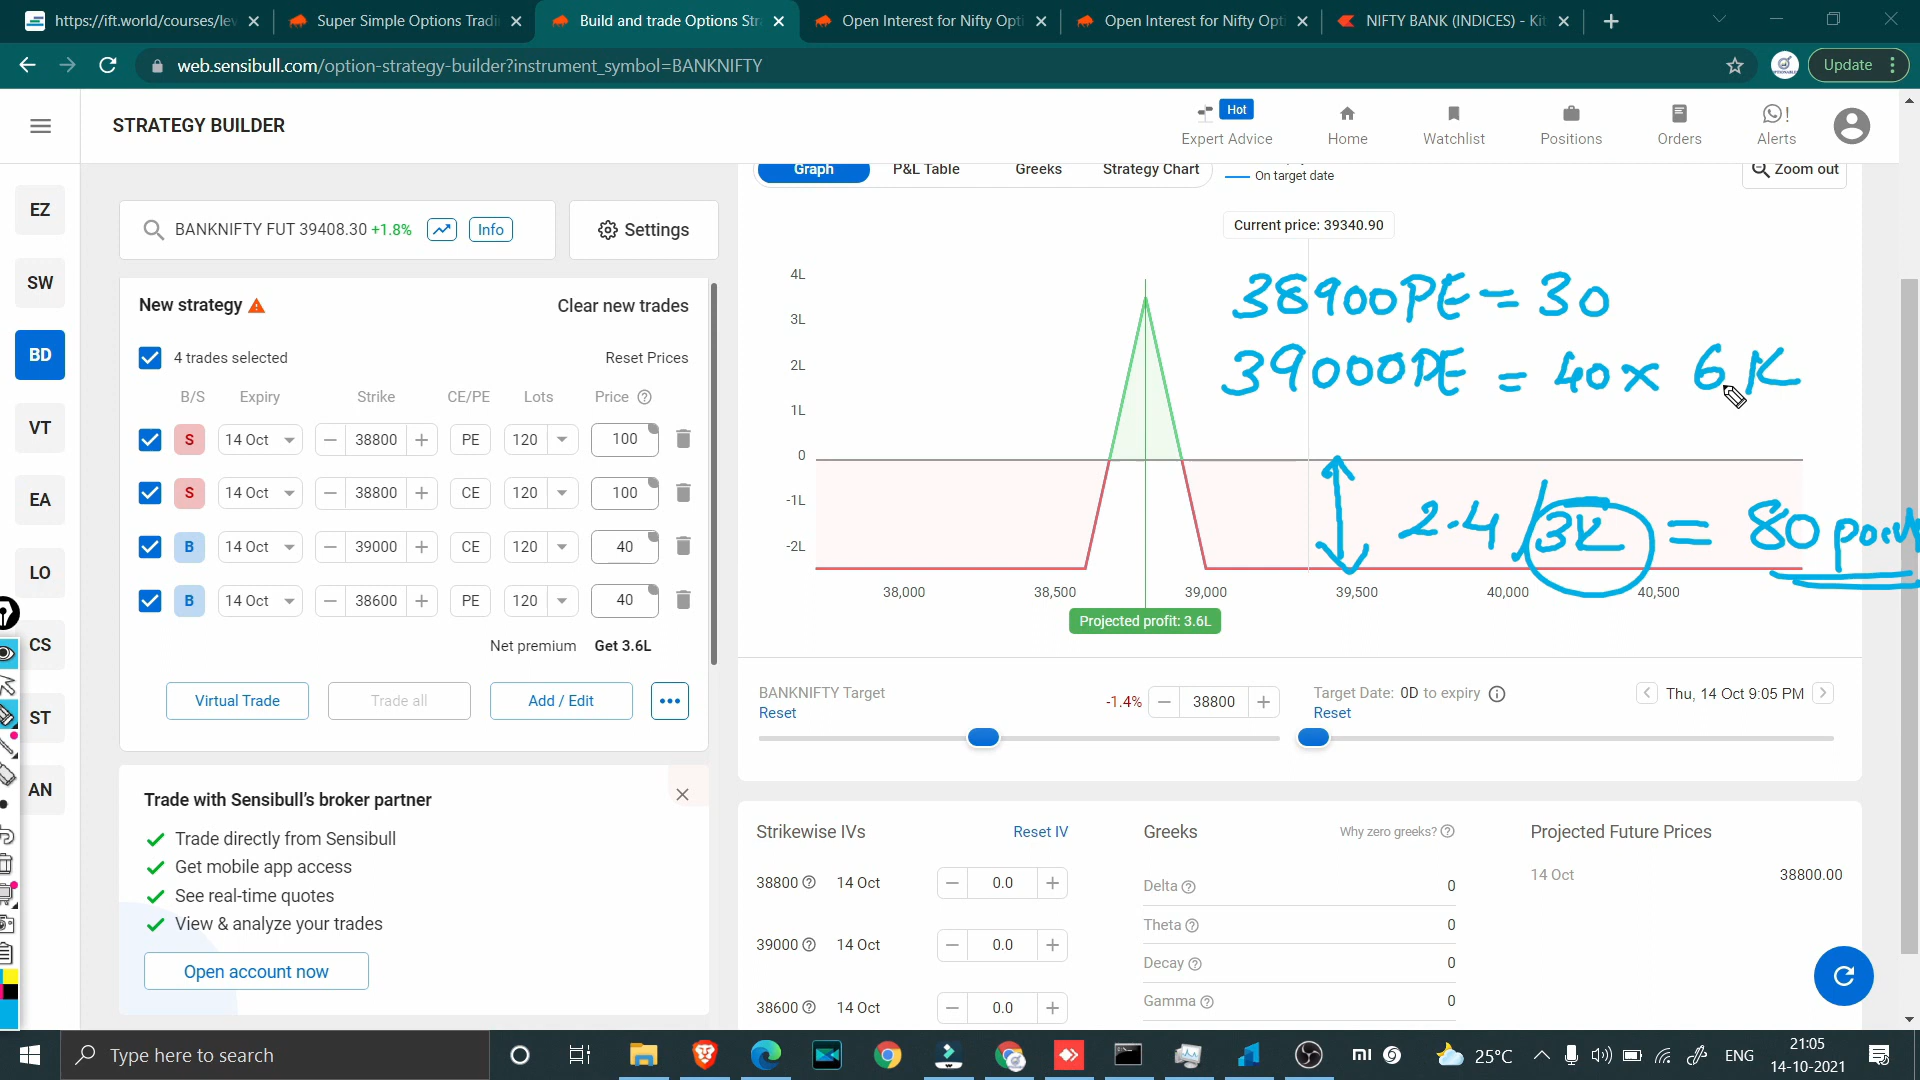 https://ift.world/courses/lev
Super Simple Options Tradi
Build and trade Options Str
Open Interest for Nifty Opti
Open Interest for Nifty Opti
NIFTY BANK (INDICES) - Kit
web.sensibull.com/option-strategy-builder?instrument_symbol=BANKNIFTY
Update
STRATEGY BUILDER
Hot
Expert Advice
Home
Watchlist
Positions
Orders
Alerts
EZ
SW
BD
VT
EA
LO
CS
ST
AN
BANKNIFTY FUT 39408.30 +1.8%
Info
Settings
New strategy
Clear new trades
4 trades selected
Reset Prices
B/S Expiry Strike CE/PE Lots Price
S 14 Oct 38800 PE 120 100
S 14 Oct 38800 CE 120 100
B 14 Oct 39000 CE 120 40
B 14 Oct 38600 PE 120 40
Net premium Get 3.6L
Virtual Trade
Trade all
Add / Edit
Trade with Sensibull's broker partner
Trade directly from Sensibull
Get mobile app access
See real-time quotes
View & analyze your trades
Open account now
Graph
P&L Table
Greeks
Strategy Chart
On target date
Zoom out
Current price: 39340.90
4L
3L
2L
1L
0
-1L
-2L
38900PE = 30
39000PE = 40 x 6K
2.4 / 3K = 80
38,000 38,500 39,000 39,500 40,000 40,500
Projected profit: 3.6L
BANKNIFTY Target
Reset
-1.4% 38800
Target Date: 0D to expiry
Reset
Thu, 14 Oct 9:05 PM
Strikewise IVs Reset IV
38800 14 Oct 0.0
39000 14 Oct 0.0
38600 14 Oct 0.0
Greeks Why zero greeks?
Delta 0
Theta 0
Decay 0
Gamma 0
Projected Future Prices
14 Oct 38800.00
Type here to search
25°C
ENG
21:05
14-10-2021